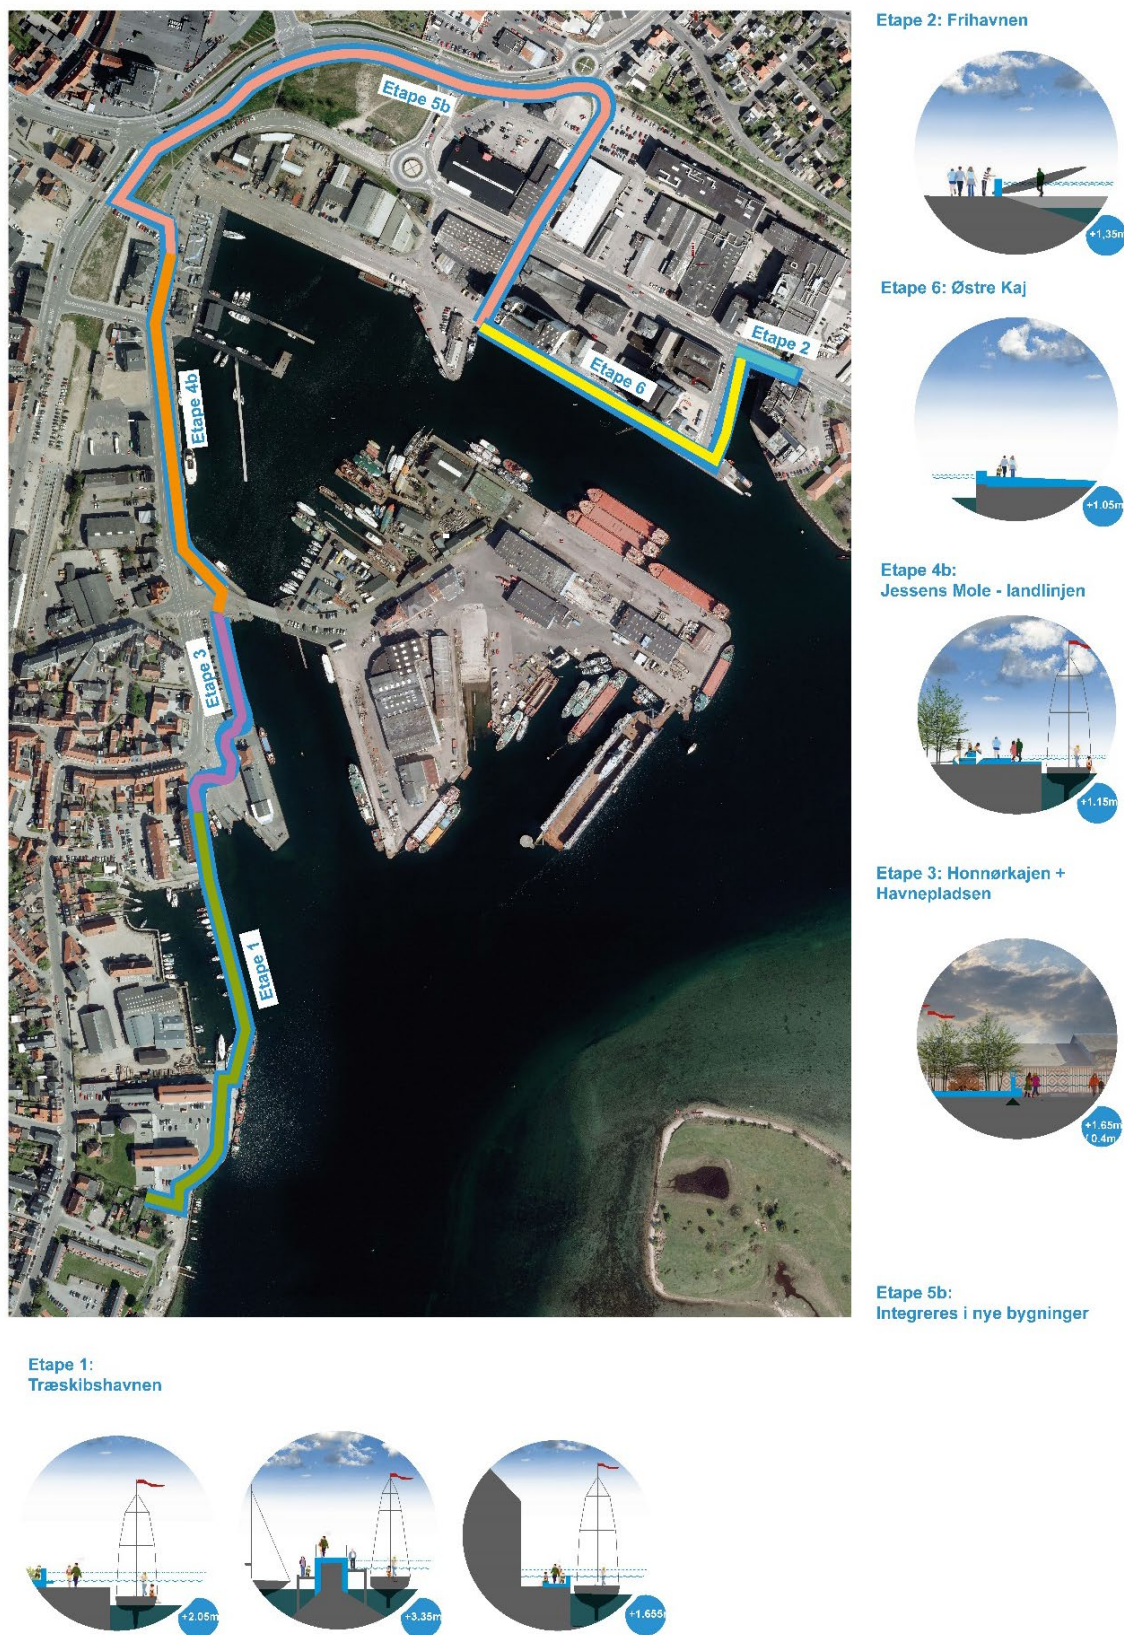 Etape 2: Frihavnen
Etape 5b
+1,35m
Etape 6: Østre Kaj
Etape 2
Etape 6
Etape 4b
+1.05m
Etape 4b:
Jessens Mole - landlinjen
Etape 3
+1.15m
Etape 3: Honnørkajen +
Havnepladsen
Etape 1
+1.65m
/ 0.4m
Etape 5b:
Integreres i nye bygninger
Etape 1:
Træskibshavnen
+2.05m
+3.35m
+1.655